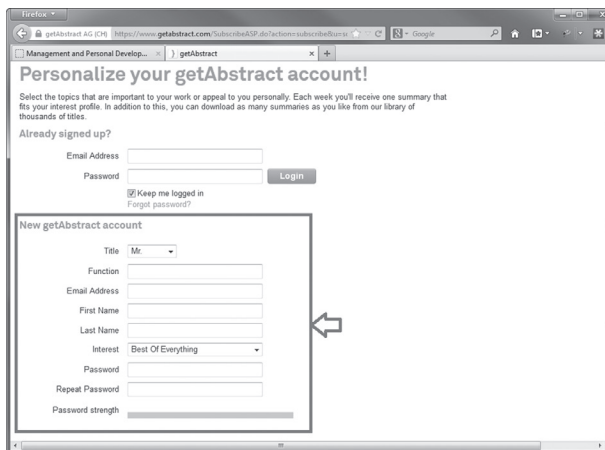 Firefox
getAbstract AG (CH) https://www.getabstract.com/SubscribeASP.do?action=subscribe&u=
Google
Management and Personal Develop...
getAbstract
Personalize your getAbstract account!
Select the topics that are important to your work or appeal to you personally. Each week you'll receive one summary that
fits your interest profile. In addition to this, you can download as many summaries as you like from our library of
thousands of titles.
Already signed up?
Email Address
Password Login
Keep me logged in
Forgot password?
New getAbstract account
Title Mr.
Function
Email Address
First Name
Last Name
Interest Best Of Everything
Password
Repeat Password
Password strength